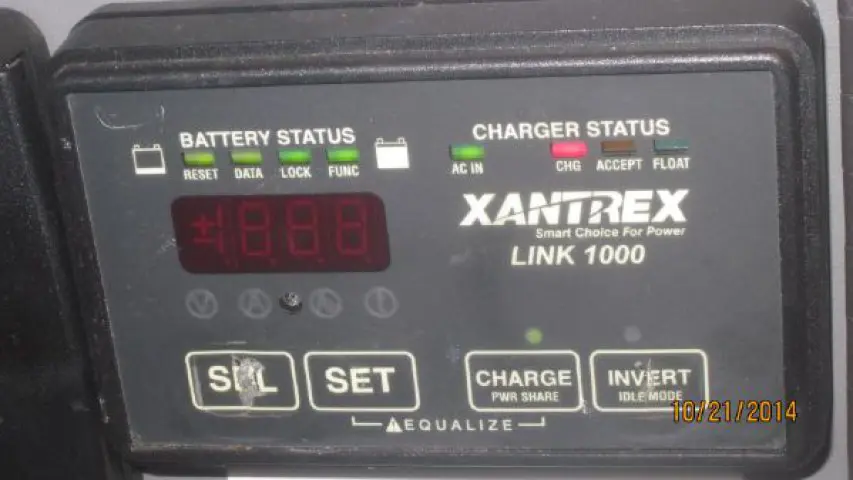 BATTERY STATUS
RESET DATA LOCK FUNC
CHARGER STATUS
AC IN CHG ACCEPT FLOAT
XANTREX
Smart Choice For Power
LINK 1000
V A
SEL SET
CHARGE
PWR SHARE
INVERT
IDLE MODE
EQUALIZE
10/21/2014